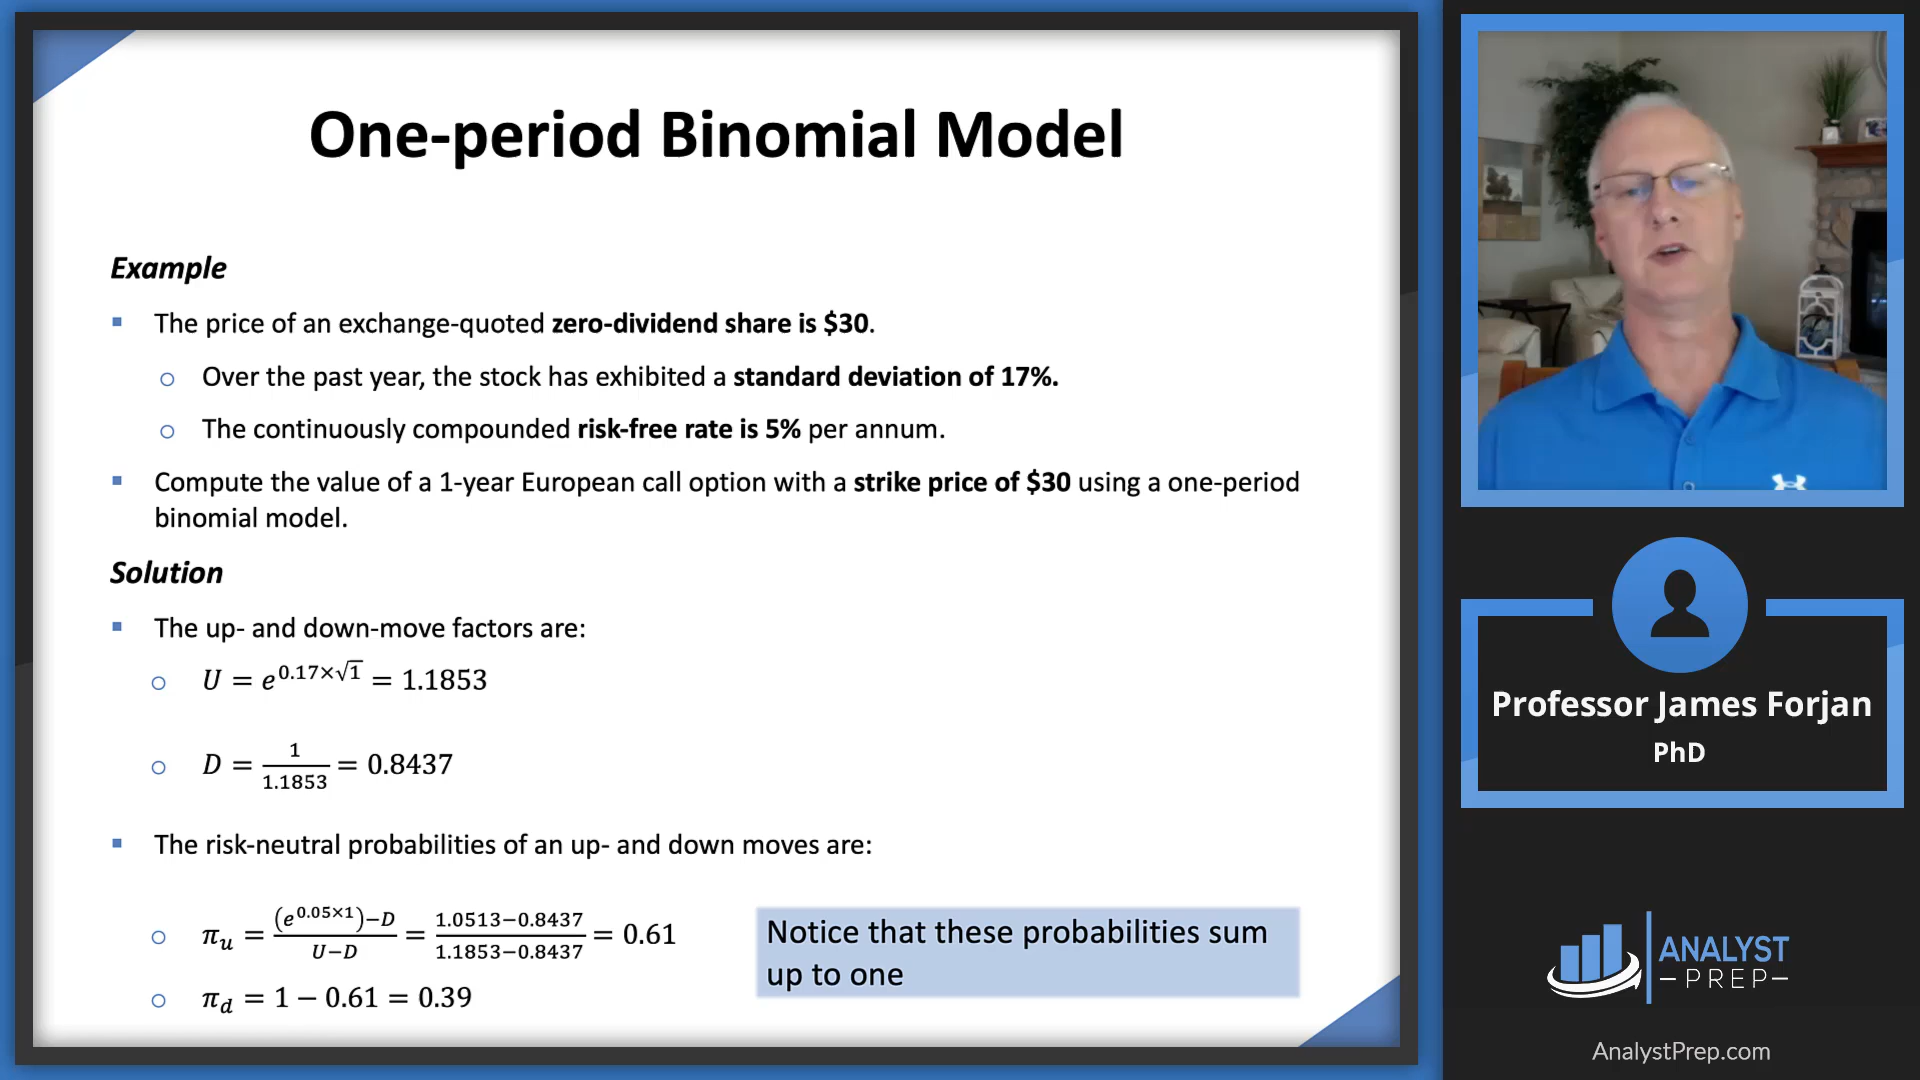 One-period Binomial Model
Example
▪ The price of an exchange-quoted zero-dividend share is $30.
○ Over the past year, the stock has exhibited a standard deviation of 17%.
○ The continuously compounded risk-free rate is 5% per annum.
▪ Compute the value of a 1-year European call option with a strike price of $30 using a one-period
binomial model.
Solution
▪ The up- and down-move factors are:
○ U = e^{0.17×√1} = 1.1853
○ D = \frac{1}{1.1853} = 0.8437
▪ The risk-neutral probabilities of an up- and down moves are:
○ π_u = \frac{(e^{0.05×1})−D}{U−D} = \frac{1.0513−0.8437}{1.1853−0.8437} = 0.61
○ π_d = 1 − 0.61 = 0.39
Notice that these probabilities sum
up to one
Professor James Forjan
PhD
ANALYST
–PREP–
AnalystPrep.com